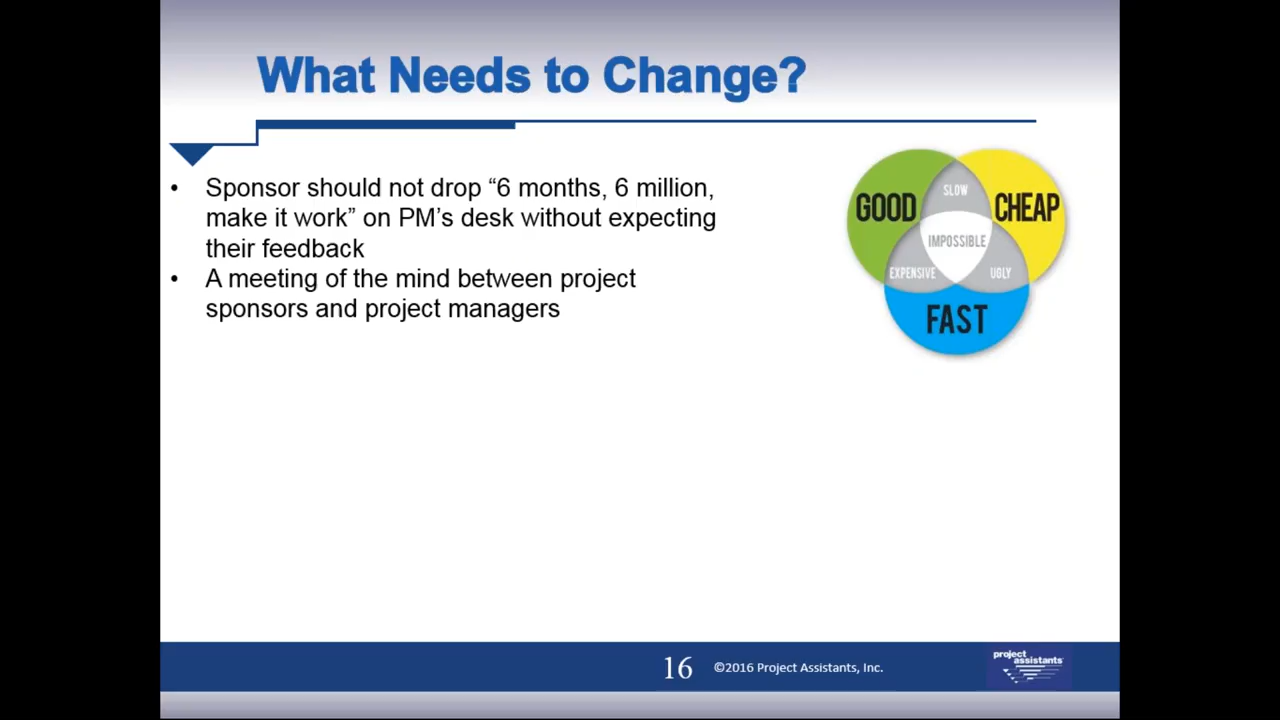 What Needs to Change?
• Sponsor should not drop “6 months, 6 million,
make it work” on PM’s desk without expecting
their feedback
• A meeting of the mind between project
sponsors and project managers
SLOW
GOOD
CHEAP
IMPOSSIBLE
EXPENSIVE
UGLY
FAST
16
©2016 Project Assistants, Inc.
project
assistants